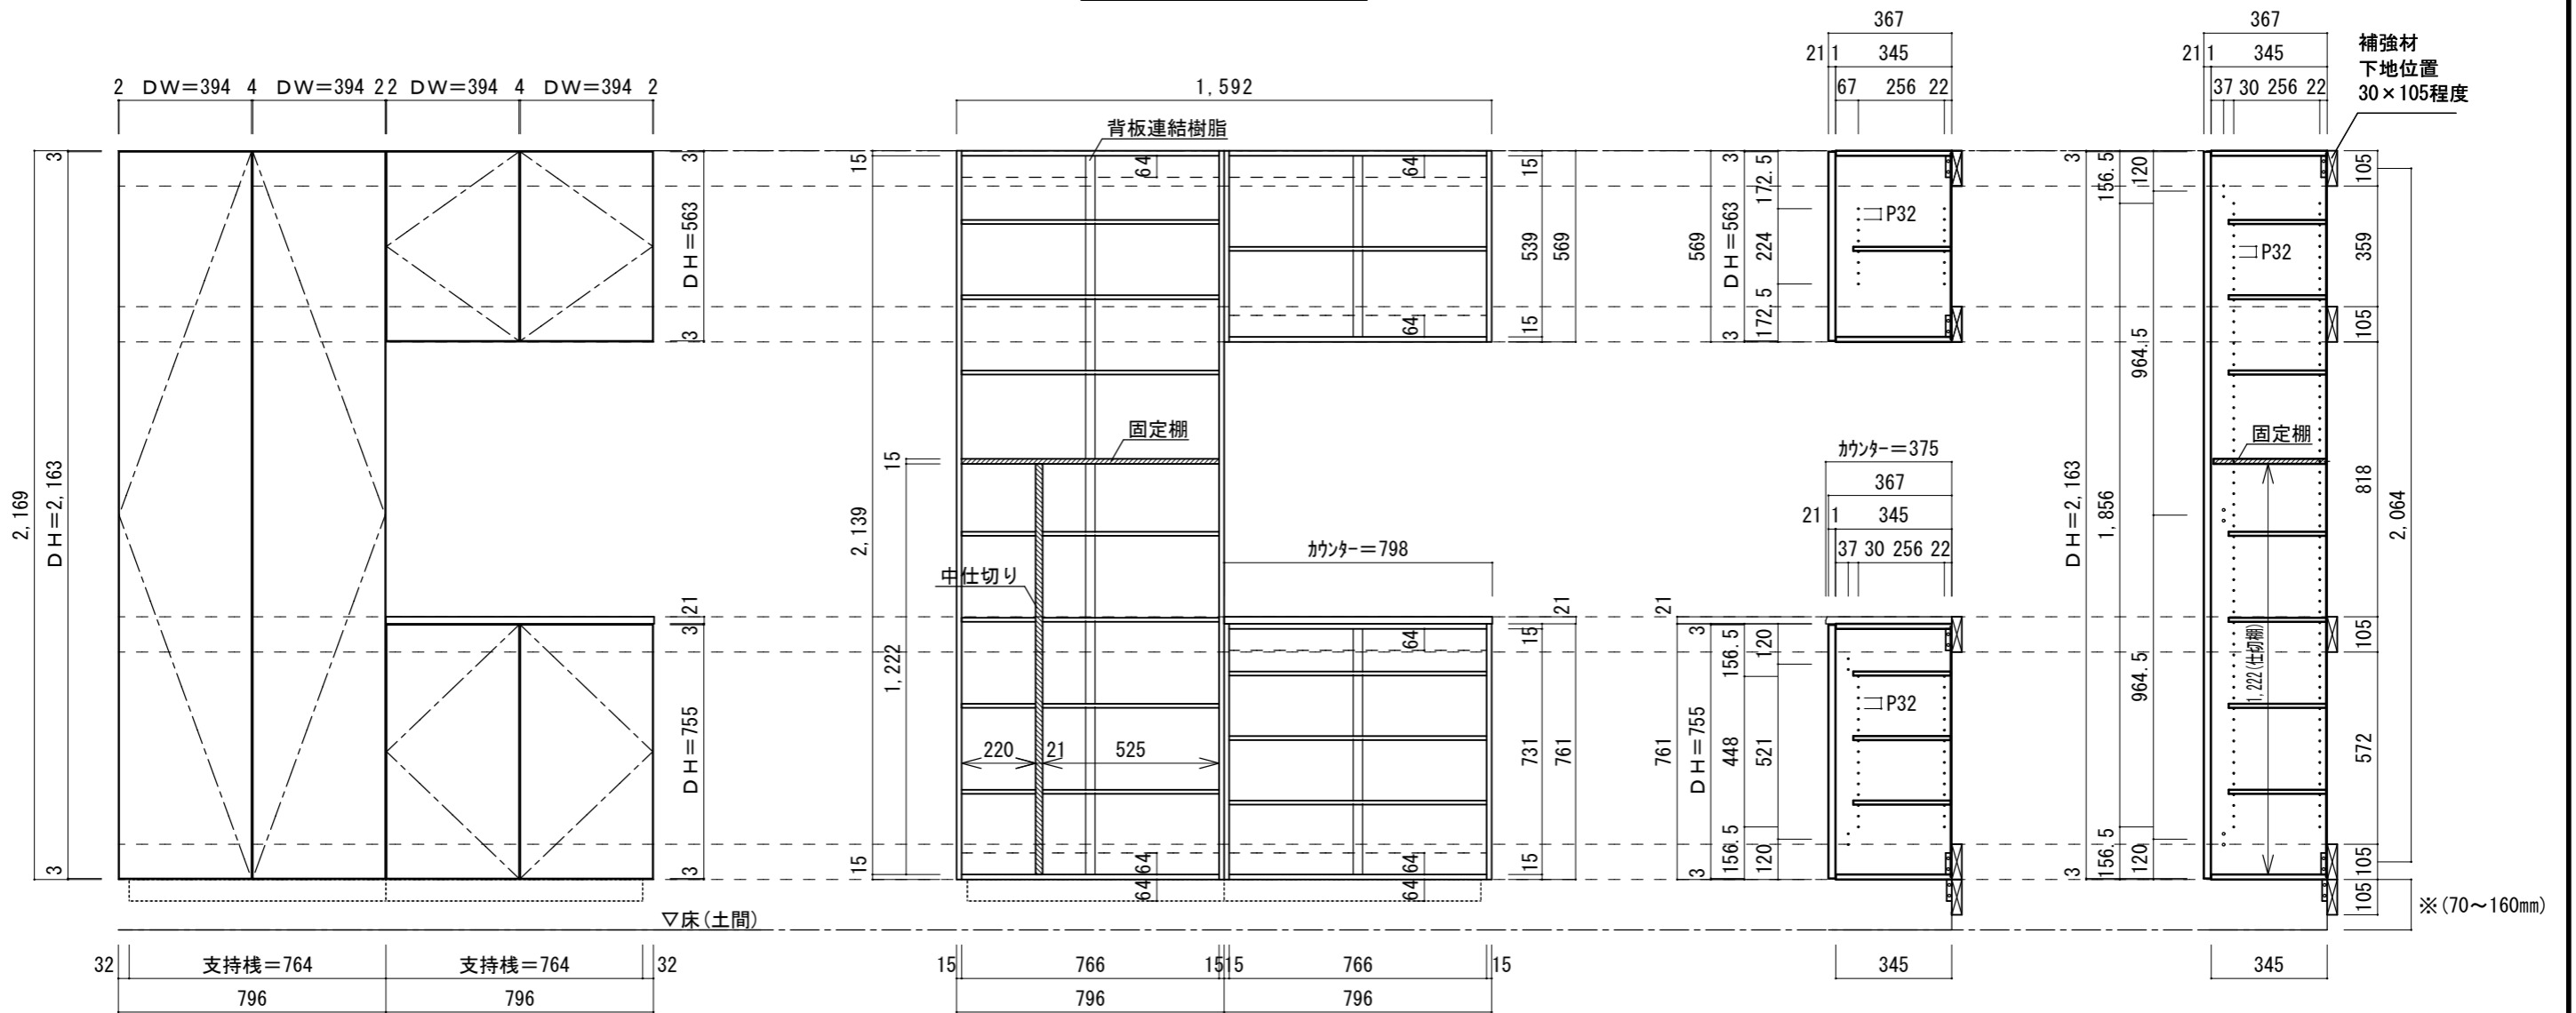 2 DW=394 4 DW=394 2 2 DW=394 4 DW=394 2
3
DH=2,163
2,169
3
3
DH=563
3
21
3
DH=755
3
▽床(土間)
32 支持桟=764 支持桟=764 32
796 796
1,592
背板連結樹脂
15
64
64
15
539
569
64
15
固定棚
15
2,139
中仕切り
カウンター=798
1,222
21
15
64
220 21 525
731
761
15
64
64
64
64
15
15 766 15 15 766 15
796 796
367
21 1 345
67 256 22
3
172.5
569
DH=563
224
P32
172.5
3
カウンター=375
367
21 1 345
37 30 256 22
21
3
156.5
120
P32
761
DH=755
448
521
156.5
120
3
345
367
21 1 345
37 30 256 22
補強材
下地位置
30×105程度
3
156.5
120
105
P32
359
105
964.5
固定棚
DH=2,163
1,856
818
2,064
105
1,222(仕切棚)
964.5
572
156.5
120
3
105
105
※(70～160mm)
345